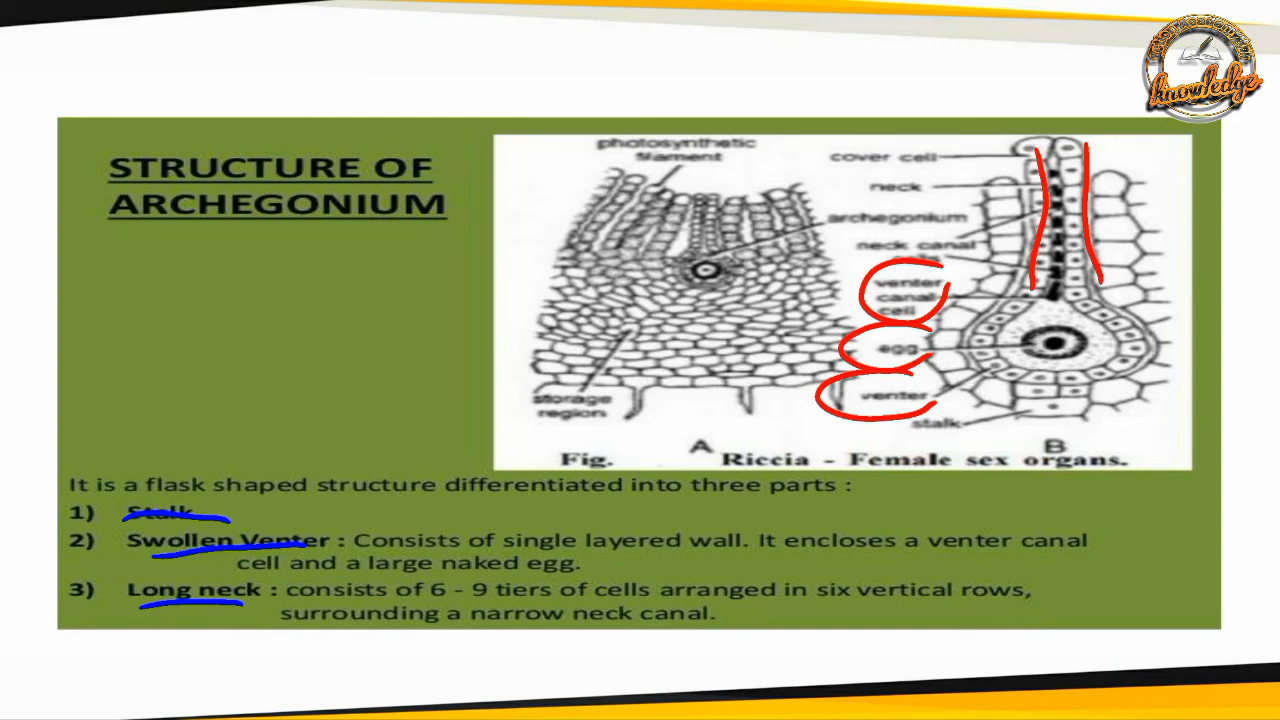 knowledge
STRUCTURE OF
ARCHEGONIUM
photosynthetic
filament
storage
region
cover cell
neck
archegonium
neck canal
venter
canal
cell
egg
venter
stalk
A
B
Fig. Riccia - Female sex organs.
It is a flask shaped structure differentiated into three parts :
1) Stalk
2) Swollen Venter : Consists of single layered wall. It encloses a venter canal
cell and a large naked egg.
3) Long neck : consists of 6 - 9 tiers of cells arranged in six vertical rows,
surrounding a narrow neck canal.